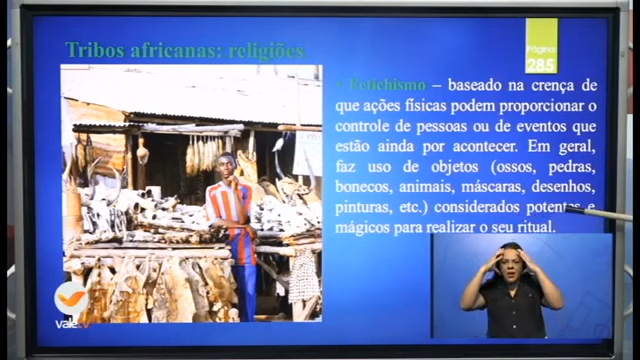 Tribos africanas: religiões
Página
285
• Fetichismo – baseado na crença de
que ações físicas podem proporcionar o
controle de pessoas ou de eventos que
estão ainda por acontecer. Em geral,
faz uso de objetos (ossos, pedras,
bonecos, animais, máscaras, desenhos,
pinturas, etc.) considerados potentes e
mágicos para realizar o seu ritual.
valeTV